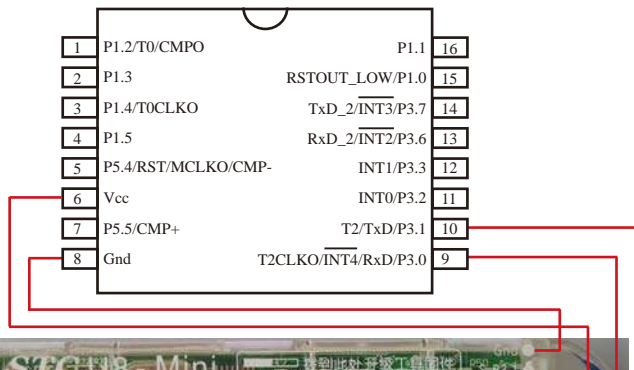 1 P1.2/T0/CMPO P1.1 16
2 P1.3 RSTOUT_LOW/P1.0 15
3 P1.4/T0CLKO TxD_2/INT3/P3.7 14
4 P1.5 RxD_2/INT2/P3.6 13
5 P5.4/RST/MCLKO/CMP- INT1/P3.3 12
6 Vcc INT0/P3.2 11
7 P5.5/CMP+ T2/TxD/P3.1 10
8 Gnd T2CLKO/INT4/RxD/P3.0 9
Gnd
Mini